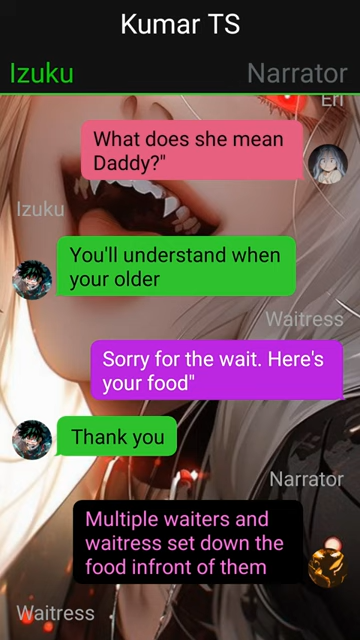 Kumar TS
Izuku
Narrator
Eri
What does she mean
Daddy?"
Izuku
You'll understand when
your older
Waitress
Sorry for the wait. Here's
your food"
Thank you
Narrator
Multiple waiters and
waitress set down the
food infront of them
Waitress